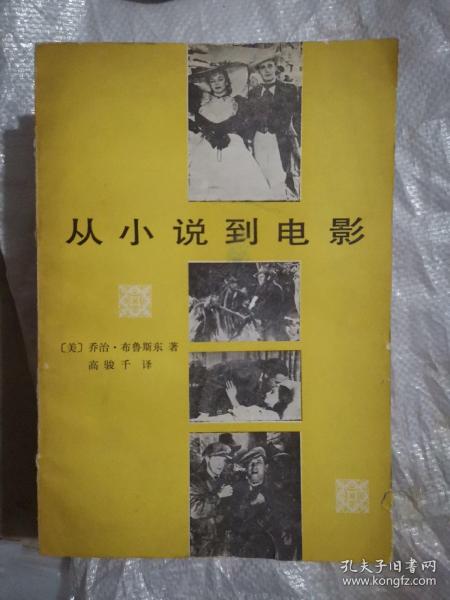 从小说到电影
〔美〕乔治·布鲁斯东 著
高骏千 译
孔夫子旧书网
www.kongfz.com